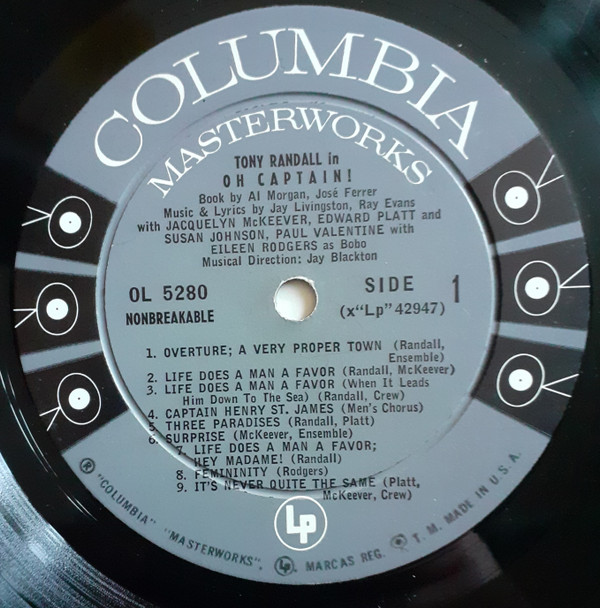 COLUMBIA
MASTERWORKS
TONY RANDALL in
OH CAPTAIN!
Book by Al Morgan, José Ferrer
Music & Lyrics by Jay Livingston, Ray Evans
with JACQUELYN McKEEVER, EDWARD PLATT and
SUSAN JOHNSON, PAUL VALENTINE with
EILEEN RODGERS as Bobo
Musical Direction: Jay Blackton
OL 5280
NONBREAKABLE
SIDE 1
(x"Lp" 42947)
1. OVERTURE; A VERY PROPER TOWN (Randall,
Ensemble)
2. LIFE DOES A MAN A FAVOR (Randall, McKeever)
3. LIFE DOES A MAN A FAVOR (When It Leads
Him Down To The Sea) (Randall, Crew)
4. CAPTAIN HENRY ST. JAMES (Men's Chorus)
5. THREE PARADISES (Randall, Platt)
6. SURPRISE (McKeever, Ensemble)
7. LIFE DOES A MAN A FAVOR;
HEY MADAME! (Randall)
8. FEMININITY (Rodgers)
9. IT'S NEVER QUITE THE SAME (Platt,
McKeever, Crew)
Lp
® "COLUMBIA" "MASTERWORKS", Lp. MARCAS REG. T. M. MADE IN U.S.A.